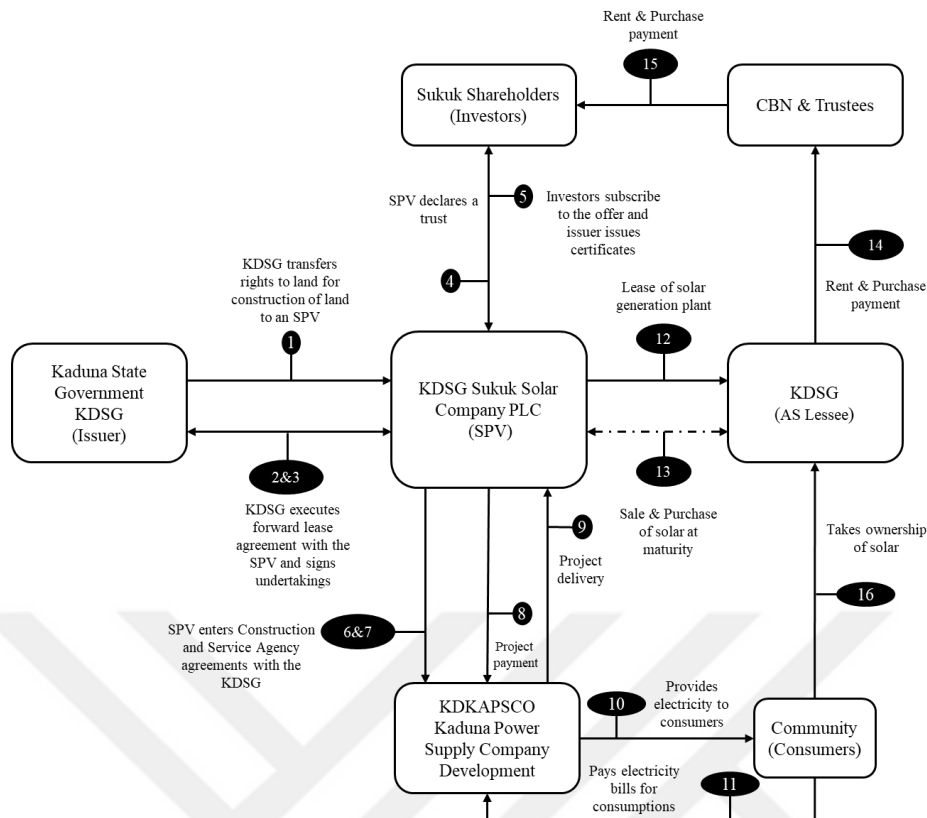 Rent & Purchase
payment
15
Sukuk Shareholders
(Investors)
CBN & Trustees
SPV declares a
trust
5
Investors subscribe
to the offer and
issuer issues
certificates
4
14
Rent & Purchase
payment
KDSG transfers
rights to land for
construction of land
to an SPV
1
Lease of solar
generation plant
12
Kaduna State
Government
KDSG
(Issuer)
KDSG Sukuk Solar
Company PLC
(SPV)
KDSG
(AS Lessee)
2&3
KDSG executes
forward lease
agreement with the
SPV and signs
undertakings
13
Sale & Purchase
of solar at
maturity
9
Project
delivery
Takes ownership
of solar
16
SPV enters Construction
and Service Agency
agreements with the
KDSG
6&7
8
Project
payment
KDKAPSCO
Kaduna Power
Supply Company
Development
10
Provides
electricity to
consumers
Community
(Consumers)
Pays electricity
bills for
consumptions
11